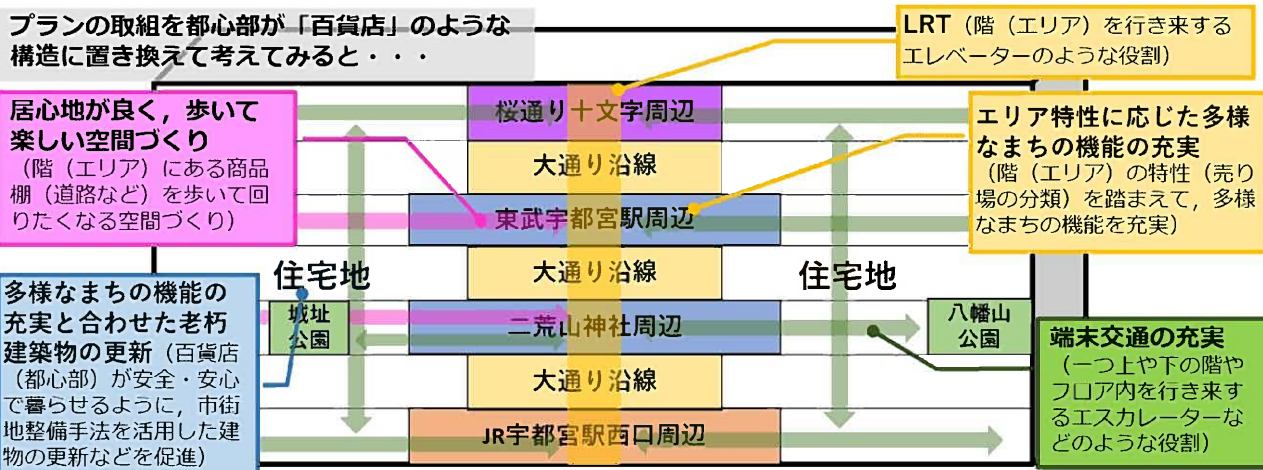 プランの取組を都心部が「百貨店」のような
構造に置き換えて考えてみると・・・
LRT（階（エリア）を行き来する
エレベーターのような役割）
居心地が良く，歩いて
楽しい空間づくり
（階（エリア）にある商品
棚（道路など）を歩いて回
りたくなる空間づくり）
桜通り十文字周辺
大通り沿線
東武宇都宮駅周辺
大通り沿線
二荒山神社周辺
大通り沿線
JR宇都宮駅西口周辺
エリア特性に応じた多様
なまちの機能の充実
（階（エリア）の特性（売り
場の分類）を踏まえて，多様
なまちの機能を充実）
住宅地
住宅地
城址
公園
八幡山
公園
多様なまちの機能の
充実と合わせた老朽
建築物の更新（百貨店
（都心部）が安全・安心
で暮らせるように，市街
地整備手法を活用した建
物の更新などを促進）
端末交通の充実
（一つ上や下の階や
フロア内を行き来す
るエスカレーターな
どのような役割）